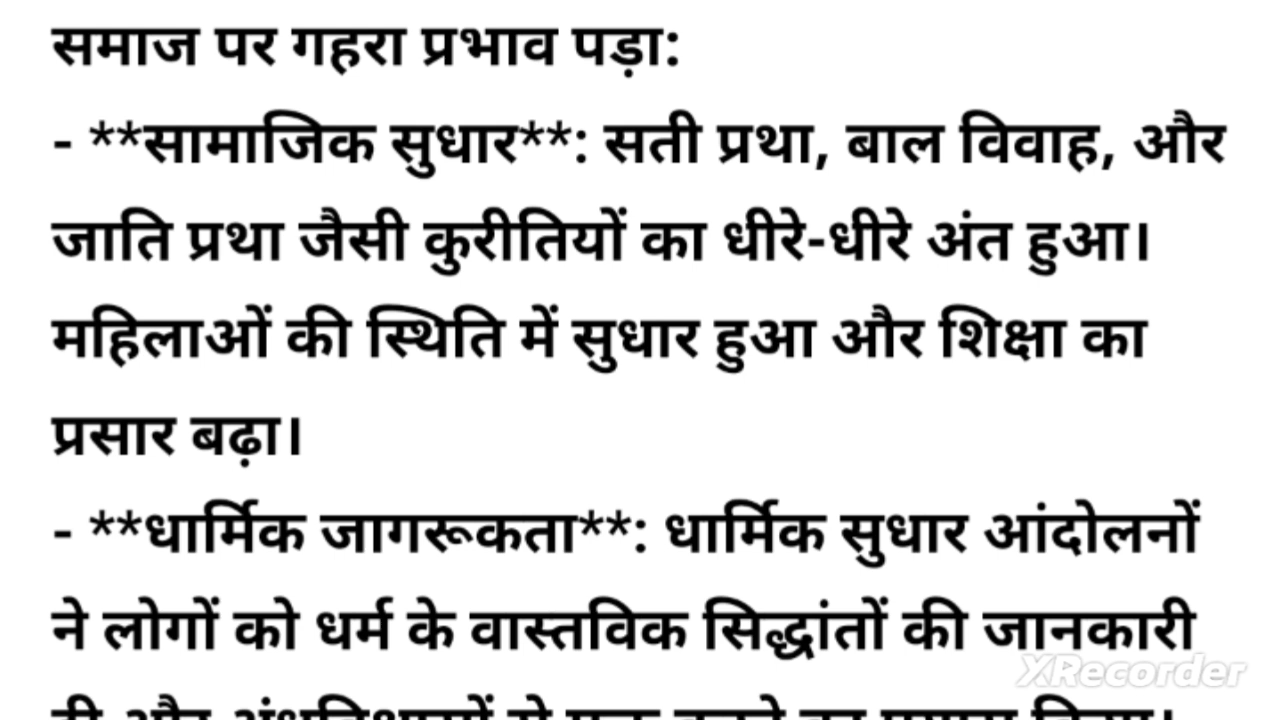 समाज पर गहरा प्रभाव पड़ा:
- **सामाजिक सुधार**: सती प्रथा, बाल विवाह, और
जाति प्रथा जैसी कुरीतियों का धीरे-धीरे अंत हुआ।
महिलाओं की स्थिति में सुधार हुआ और शिक्षा का
प्रसार बढ़ा।
- **धार्मिक जागरूकता**: धार्मिक सुधार आंदोलनों
ने लोगों को धर्म के वास्तविक सिद्धांतों की जानकारी
XRecorder